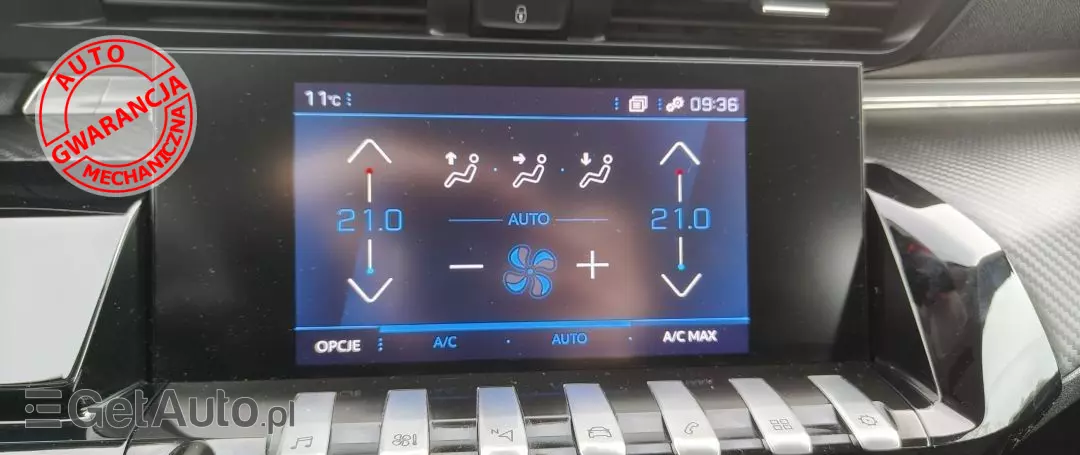 AUTO
GWARANCJA
MECHANICZNA
11°C
09:36
21.0
AUTO
21.0
OPCJE
A/C
AUTO
A/C MAX
N
GetAuto.pl